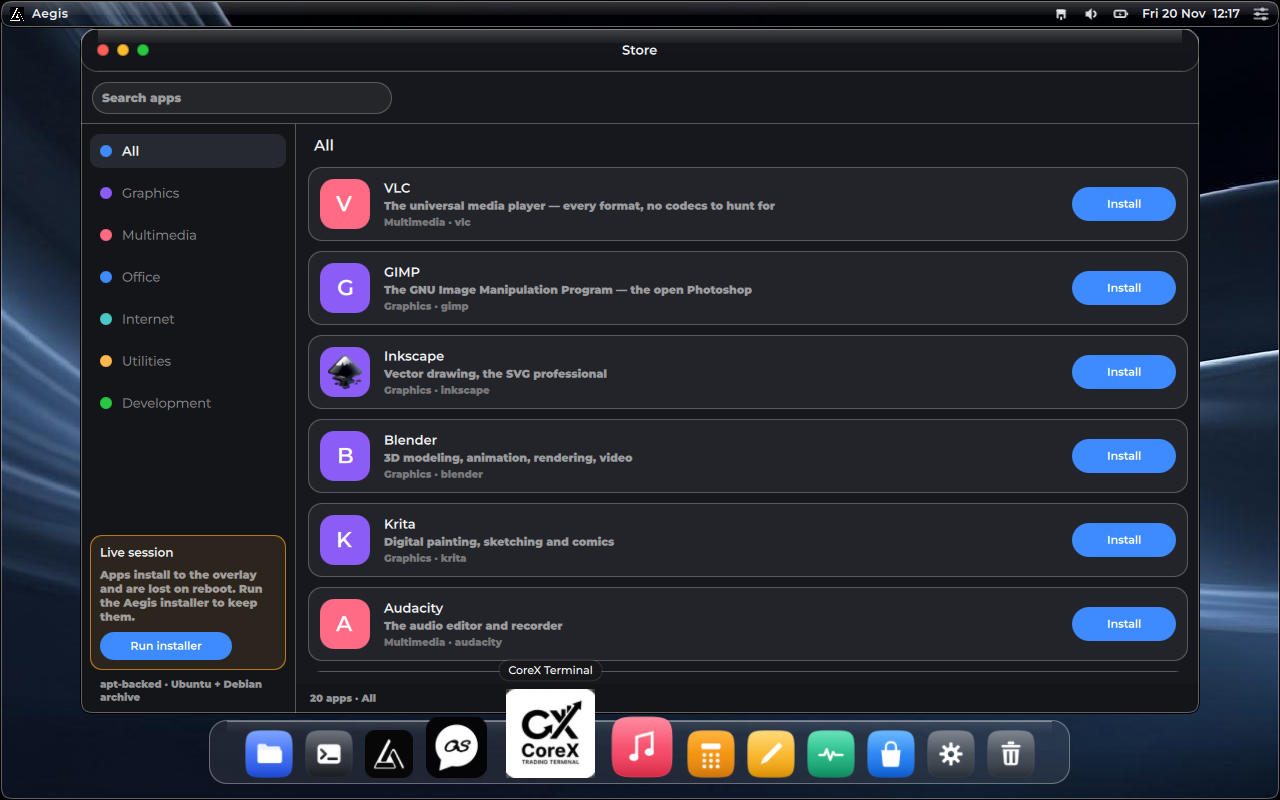 Aegis
Fri 20 Nov 12:17
Store
Search apps
All
Graphics
Multimedia
Office
Internet
Utilities
Development
Live session
Apps install to the overlay
and are lost on reboot. Run
the Aegis installer to keep
them.
Run installer
apt-backed • Ubuntu + Debian
archive
All
V
VLC
The universal media player — every format, no codecs to hunt for
Multimedia • vlc
Install
G
GIMP
The GNU Image Manipulation Program — the open Photoshop
Graphics • gimp
Install
Inkscape
Vector drawing, the SVG professional
Graphics • inkscape
Install
B
Blender
3D modeling, animation, rendering, video
Graphics • blender
Install
K
Krita
Digital painting, sketching and comics
Graphics • krita
Install
A
Audacity
The audio editor and recorder
Multimedia • audacity
Install
20 apps • All
CoreX Terminal
as
CX
CoreX
TRADING TERMINAL